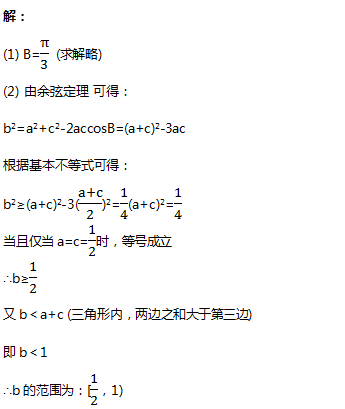 解：
(1) B=π/3 (求解略)
(2) 由余弦定理 可得：
b²=a²+c²-2accosB=(a+c)²-3ac
根据基本不等式可得：
b²≥(a+c)²-3(a+c/2)²=1/4(a+c)²=1/4
当且仅当 a=c=1/2时，等号成立
∴b≥1/2
又 b＜a+c (三角形内，两边之和大于第三边)
即 b＜1
∴b 的范围为：[1/2，1)